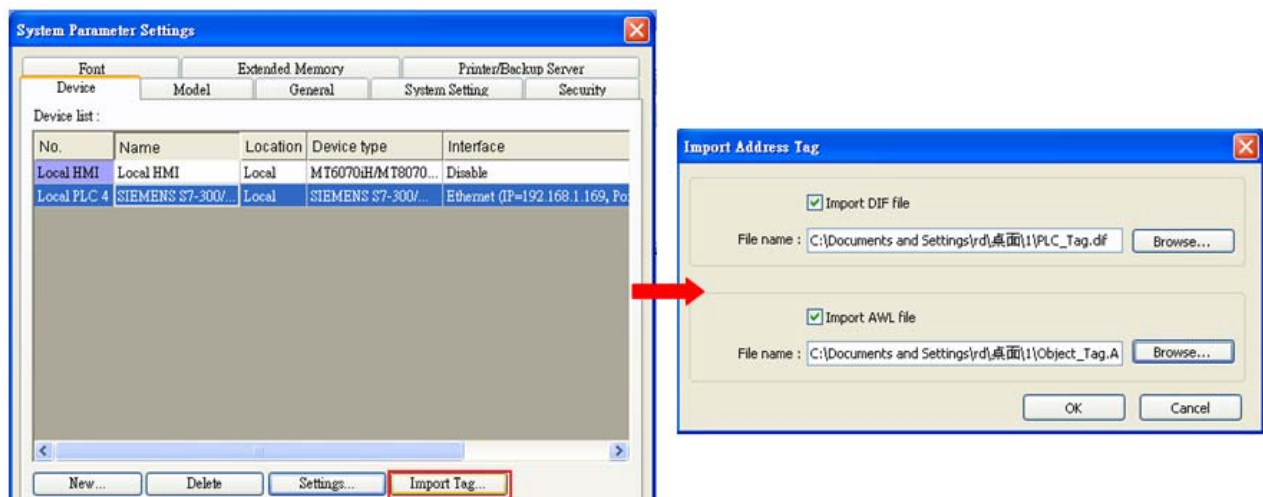 System Parameter Settings
Font Extended Memory Printer/Backup Server
Device Model General System Setting Security
Device list :
No. Name Location Device type Interface
Local HMI Local HMI Local MT6070iH/MT8070... Disable
Local PLC 4 SIEMENS S7-300/... Local SIEMENS S7-300/... Ethernet (IP=192.168.1.169, Po
New... Delete Settings... Import Tag...
Import Address Tag
Import DIF file
File name : C:\Documents and Settings\rd\桌面\1\PLC_Tag.dif Browse...
Import AWL file
File name : C:\Documents and Settings\rd\桌面\1\Object_Tag.A Browse...
OK Cancel